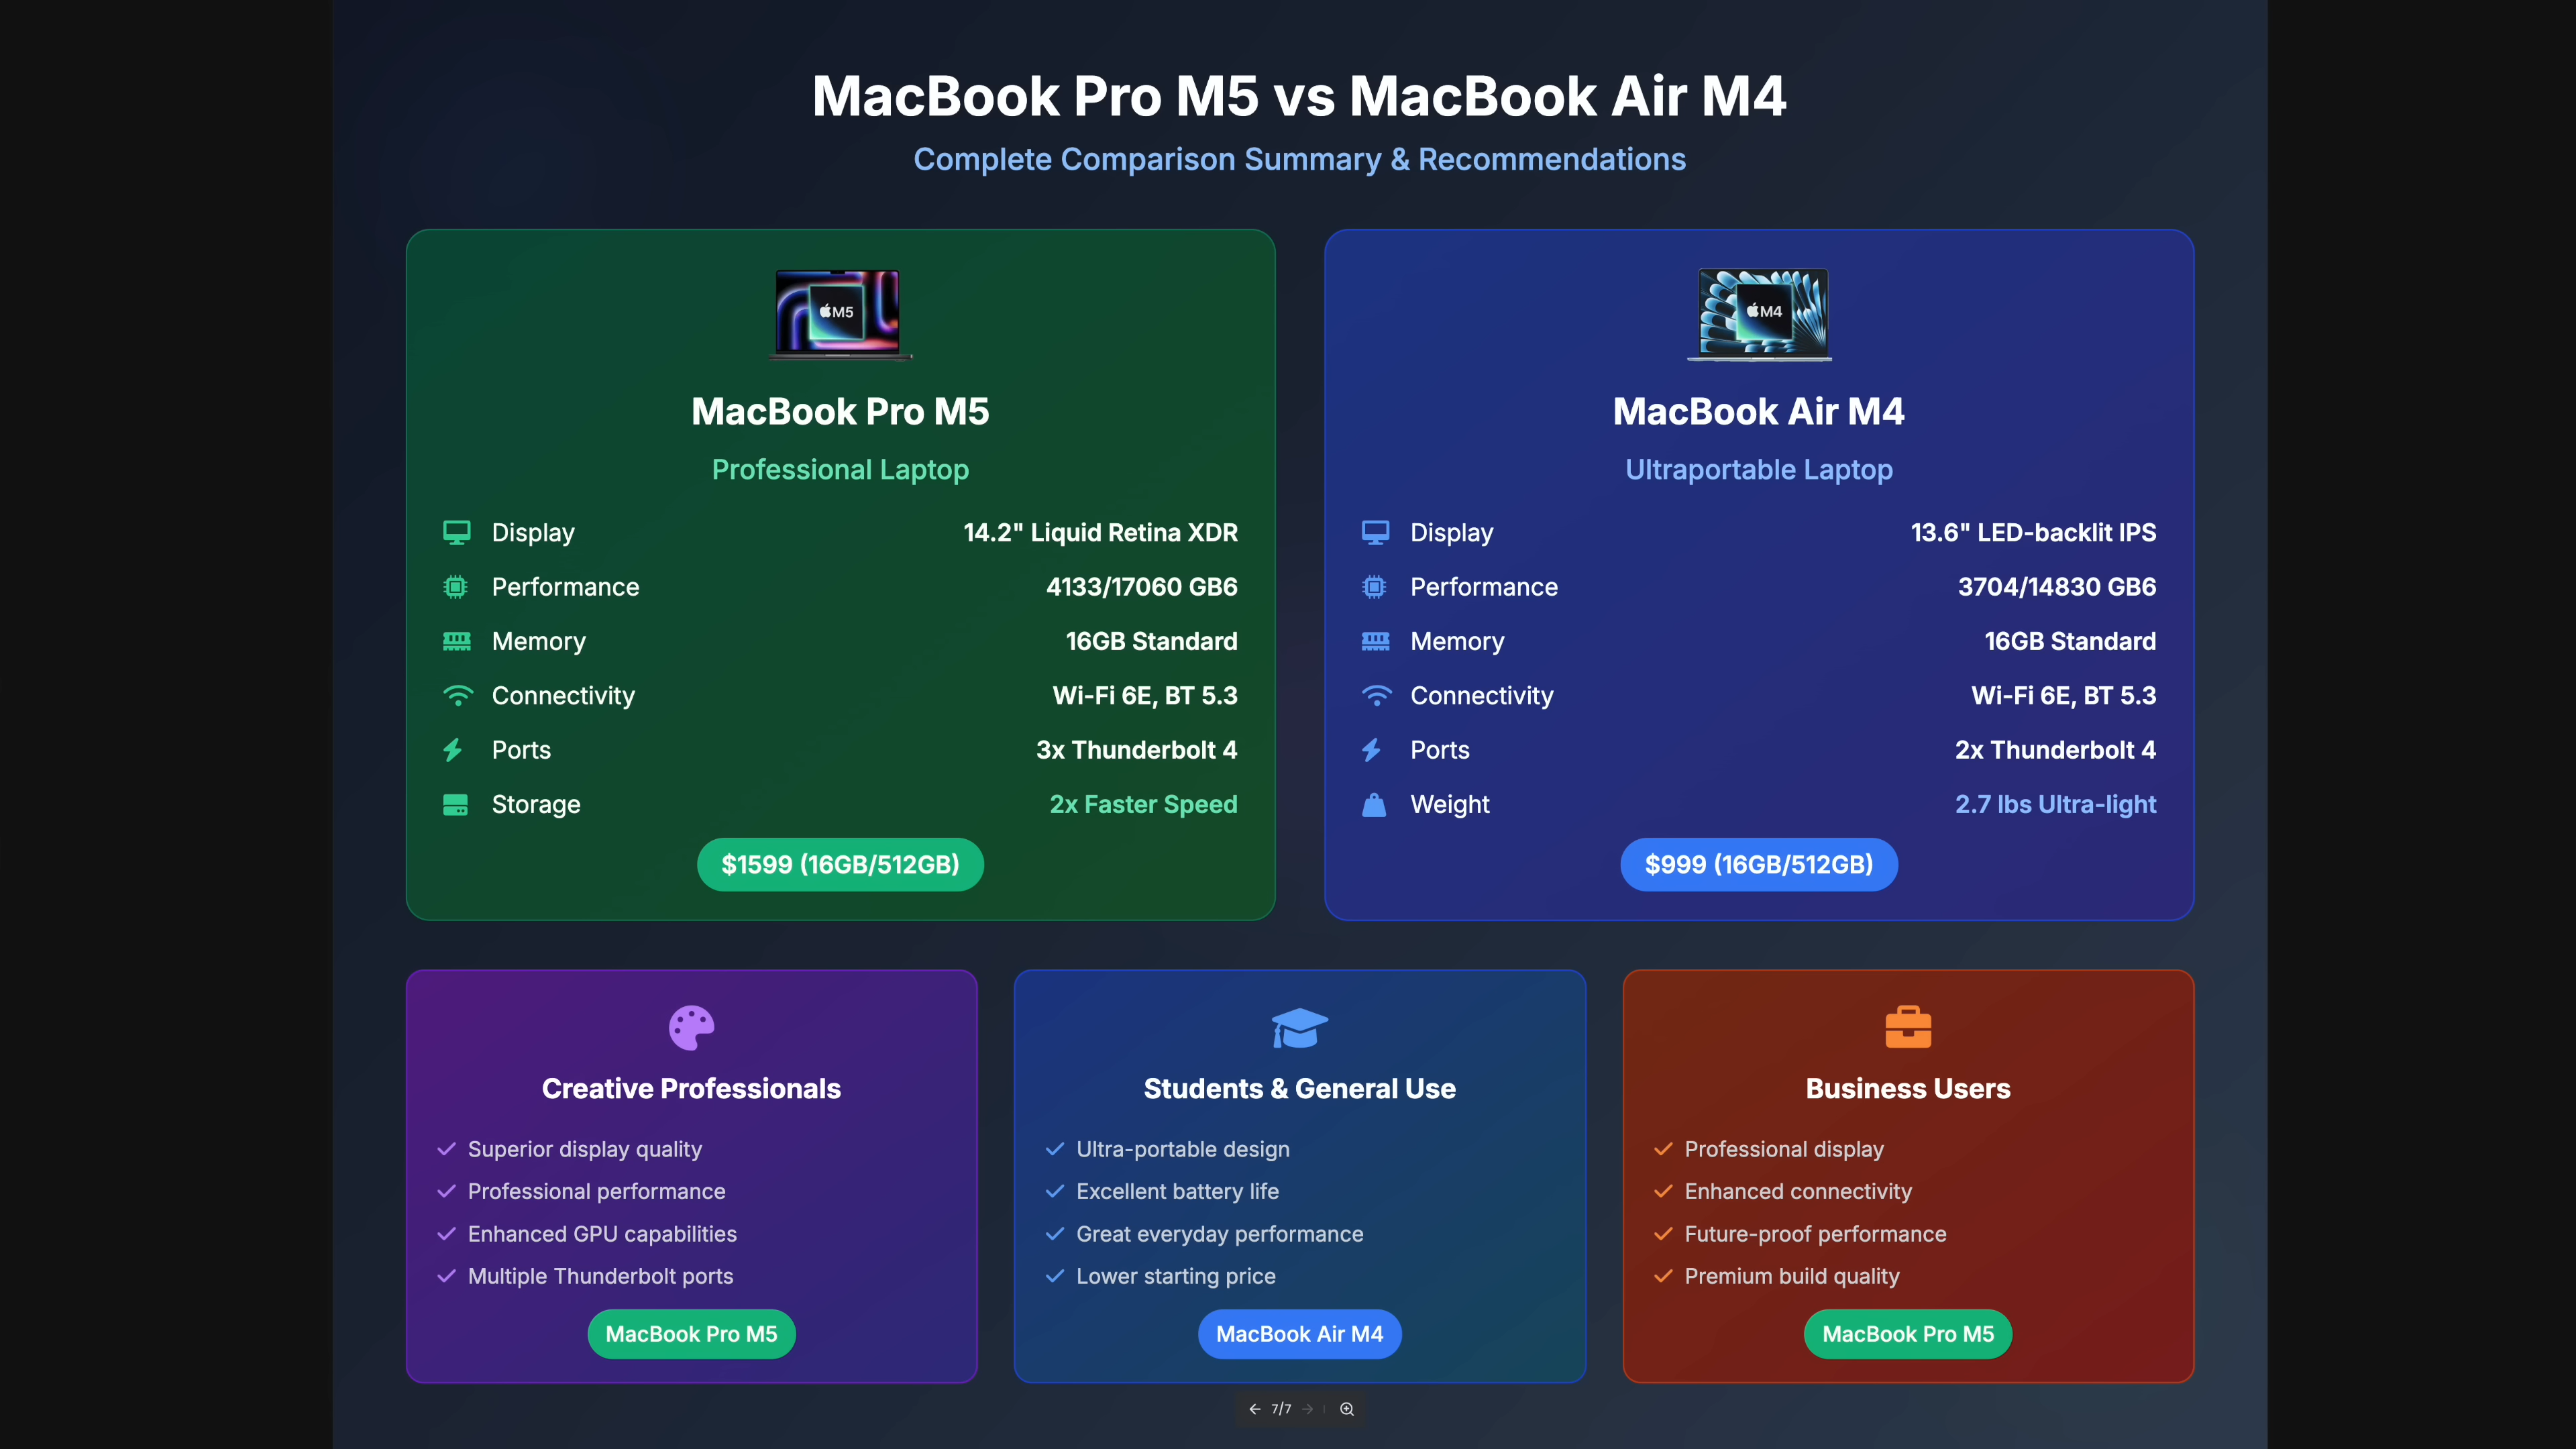 MacBook Pro M5 vs MacBook Air M4
Complete Comparison Summary & Recommendations
M5
MacBook Pro M5
Professional Laptop
Display 14.2" Liquid Retina XDR
Performance 4133/17060 GB6
Memory 16GB Standard
Connectivity Wi-Fi 6E, BT 5.3
Ports 3x Thunderbolt 4
Storage 2x Faster Speed
$1599 (16GB/512GB)
M4
MacBook Air M4
Ultraportable Laptop
Display 13.6" LED-backlit IPS
Performance 3704/14830 GB6
Memory 16GB Standard
Connectivity Wi-Fi 6E, BT 5.3
Ports 2x Thunderbolt 4
Weight 2.7 lbs Ultra-light
$999 (16GB/512GB)
Creative Professionals
Superior display quality
Professional performance
Enhanced GPU capabilities
Multiple Thunderbolt ports
MacBook Pro M5
Students & General Use
Ultra-portable design
Excellent battery life
Great everyday performance
Lower starting price
MacBook Air M4
Business Users
Professional display
Enhanced connectivity
Future-proof performance
Premium build quality
MacBook Pro M5
7/7